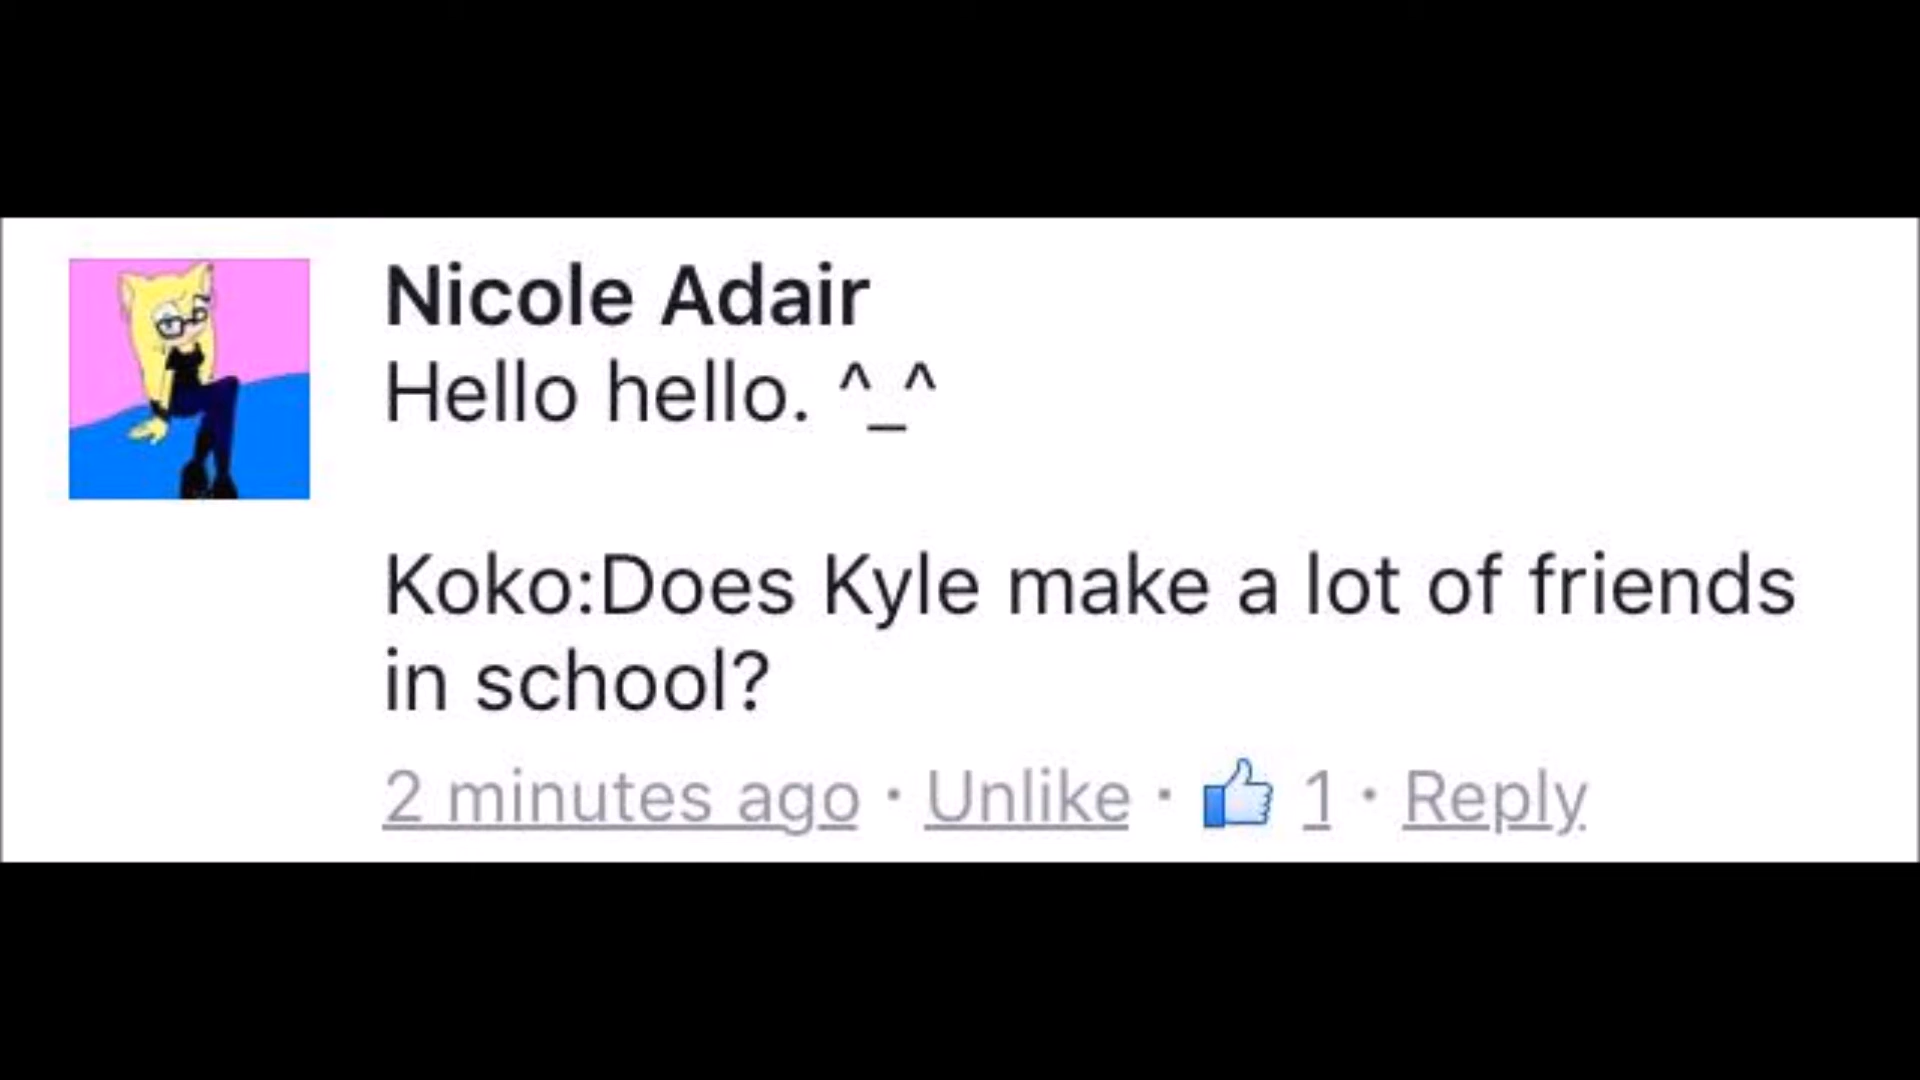 Nicole Adair
Hello hello. ^_^
Koko:Does Kyle make a lot of friends
in school?
2 minutes ago · Unlike · 1 · Reply